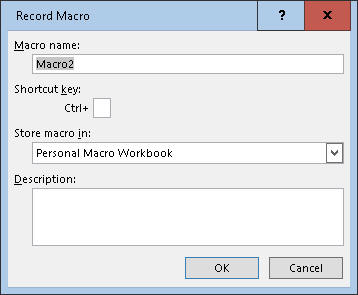 Record Macro ? x
Macro name:
Macro2
Shortcut key:
Ctrl+
Store macro in:
Personal Macro Workbook
Description:
OK Cancel